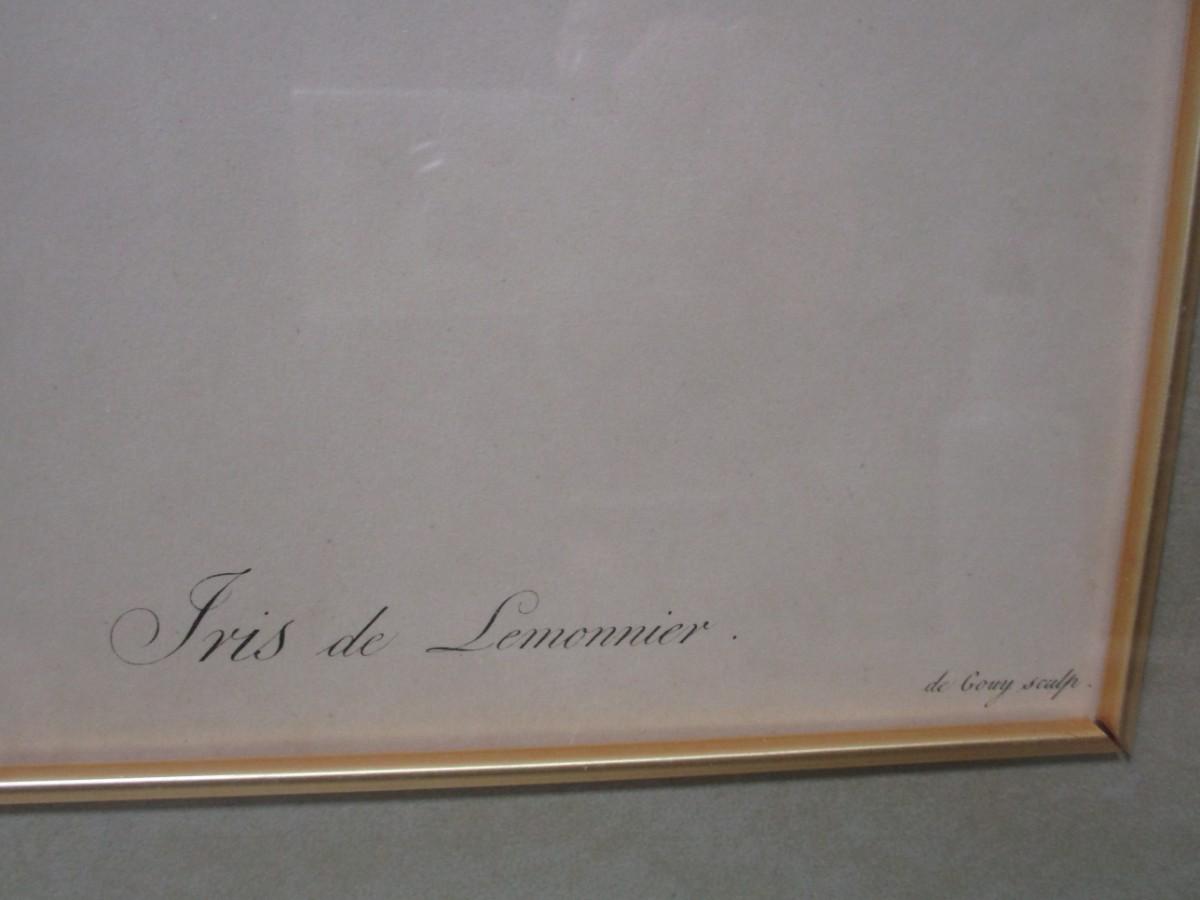 Iris de Lemonnier .
de Gouy sculp .